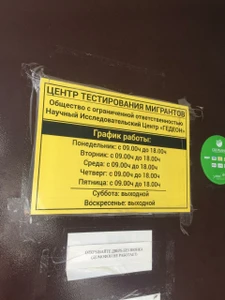 ЦЕНТР ТЕСТИРОВАНИЯ МИГРАНТОВ
Общество с ограниченной ответственностью
Научный Исследовательский Центр «ГЕДЕОН»
График работы:
Понедельник: с 09.00ч до 18.00ч
Вторник: с 09.00ч до 18.00ч
Среда: с 09.00ч до 18.00ч
Четверг: с 09.00ч до 18.00ч
Пятница: с 09.00ч до 18.00ч
Суббота: выходной
Воскресенье: выходной